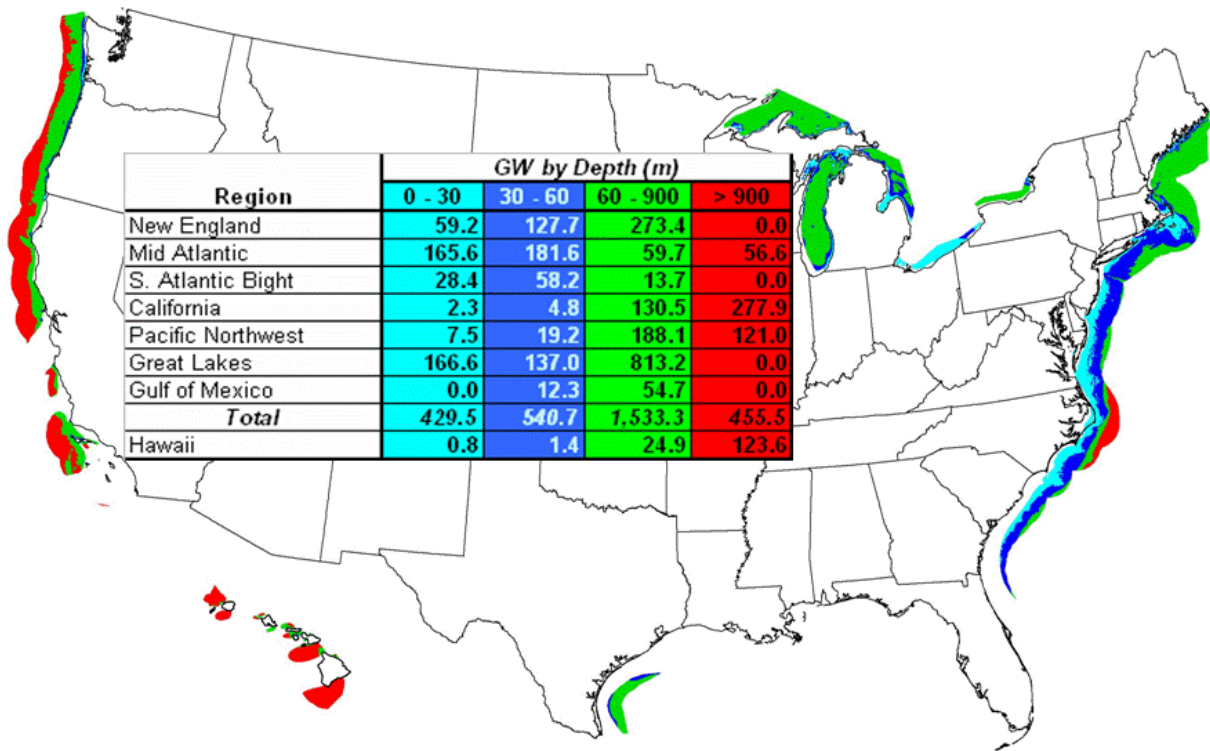 GW by Depth (m)
Region 0 - 30 30 - 60 60 - 900 > 900
New England 59.2 127.7 273.4 0.0
Mid Atlantic 165.6 181.6 59.7 56.6
S. Atlantic Bight 28.4 58.2 13.7 0.0
California 2.3 4.8 130.5 277.9
Pacific Northwest 7.5 19.2 188.1 121.0
Great Lakes 166.6 137.0 813.2 0.0
Gulf of Mexico 0.0 12.3 54.7 0.0
Total 429.5 540.7 1,533.3 455.5
Hawaii 0.8 1.4 24.9 123.6